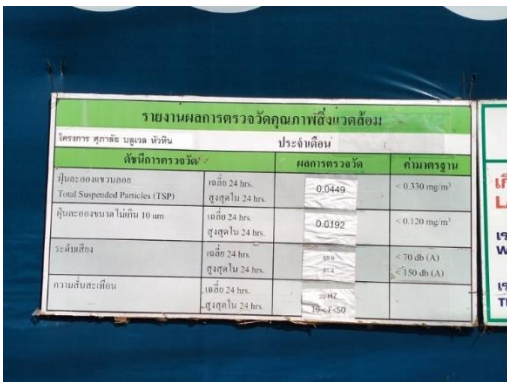 รายงานผลการตรวจวัดคุณภาพสิ่งแวดล้อม
โครงการ ศุภาลัย บลูเวล หัวหิน ประจำเดือน
ดัชนีการตรวจวัด ผลการตรวจวัด ค่ามาตรฐาน
ฝุ่นละอองแขวนลอย เฉลี่ย 24 hrs. 0.0449 < 0.330 mg/m³
Total Suspended Particles (TSP) สูงสุดใน 24 hrs.
ฝุ่นละอองขนาดไม่เกิน 10 um เฉลี่ย 24 hrs. 0.0192 < 0.120 mg/m³
สูงสุดใน 24 hrs.
ระดับเสียง เฉลี่ย 24 hrs. < 70 db (A)
สูงสุดใน 24 hrs. <150 db (A)
ความสั่นสะเทือน เฉลี่ย 24 hrs. HZ
สูงสุดใน 24 hrs. 10<f<50